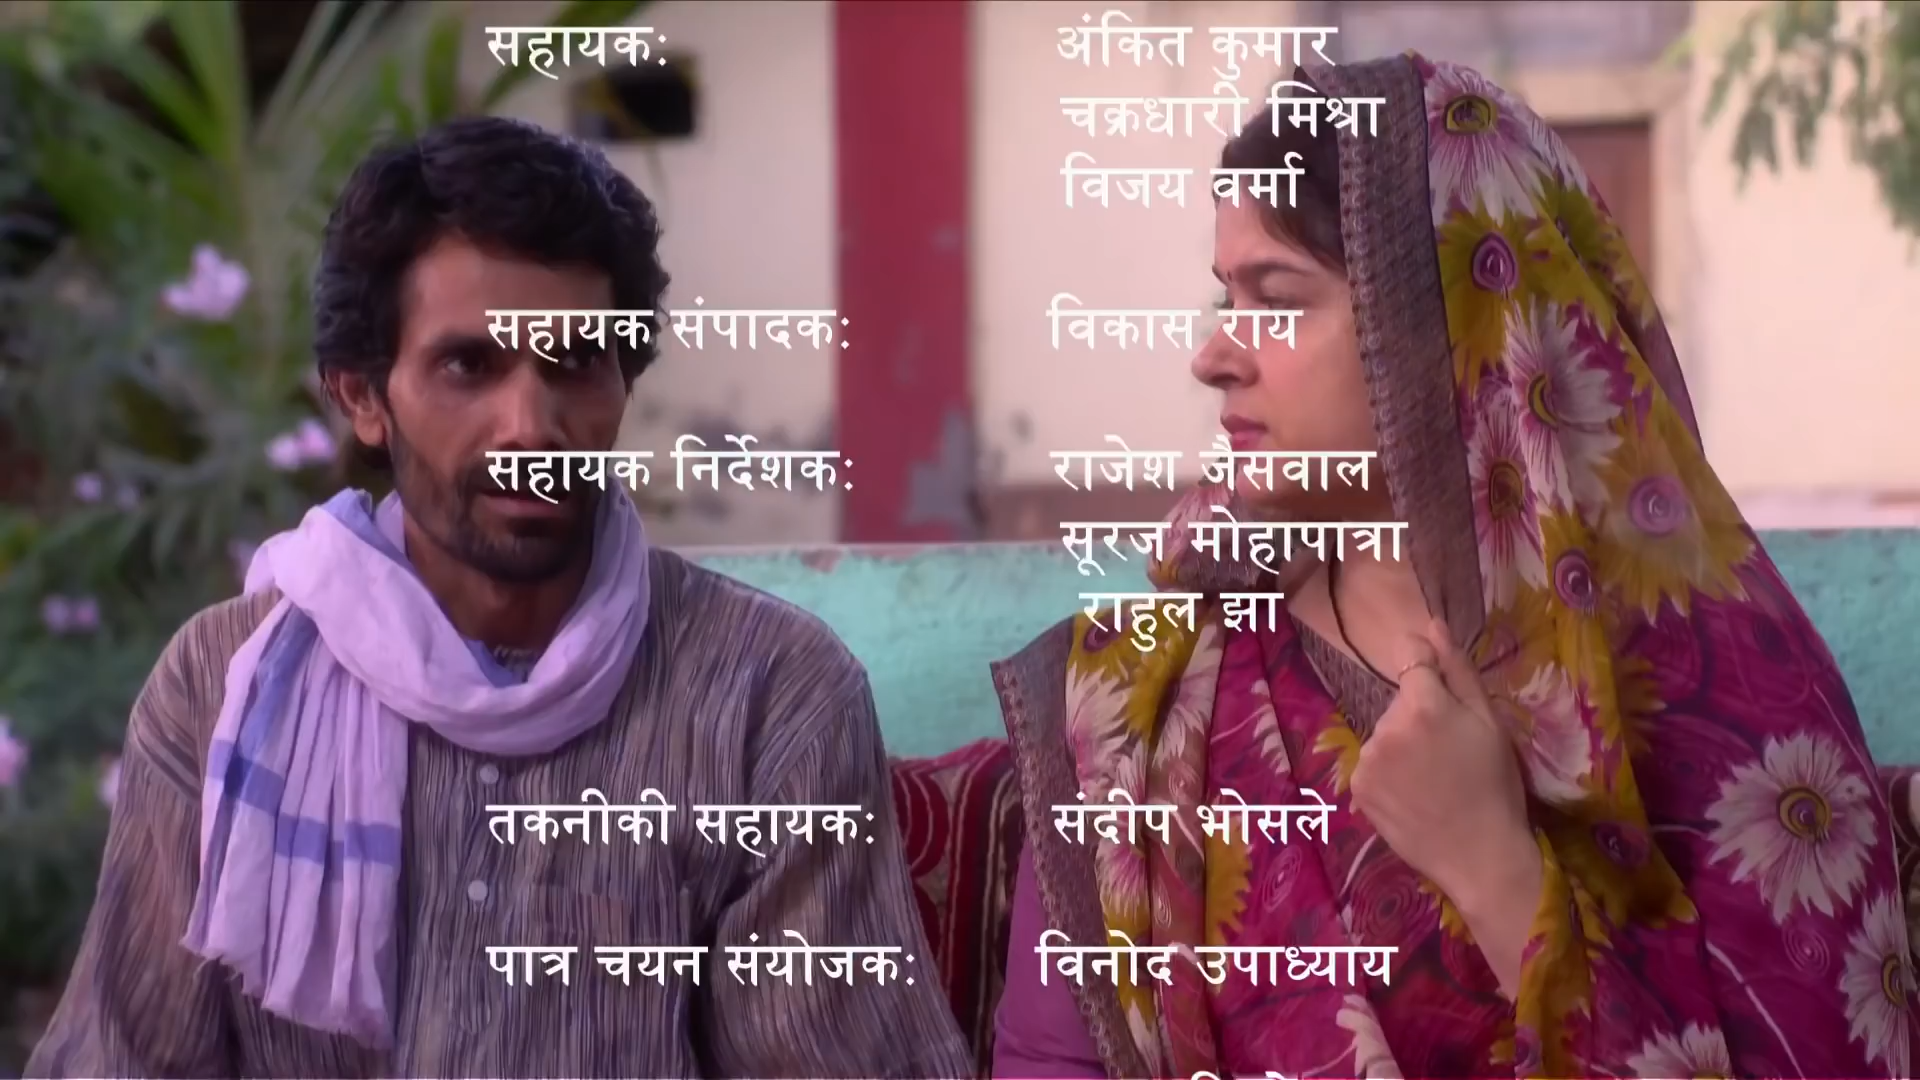 सहायक: अंकित कुमार
चक्रधारी मिश्रा
विजय वर्मा
सहायक संपादक: विकास राय
सहायक निर्देशक: राजेश जैसवाल
सूरज मोहापात्रा
राहुल झा
तकनीकी सहायक: संदीप भोसले
पात्र चयन संयोजक: विनोद उपाध्याय